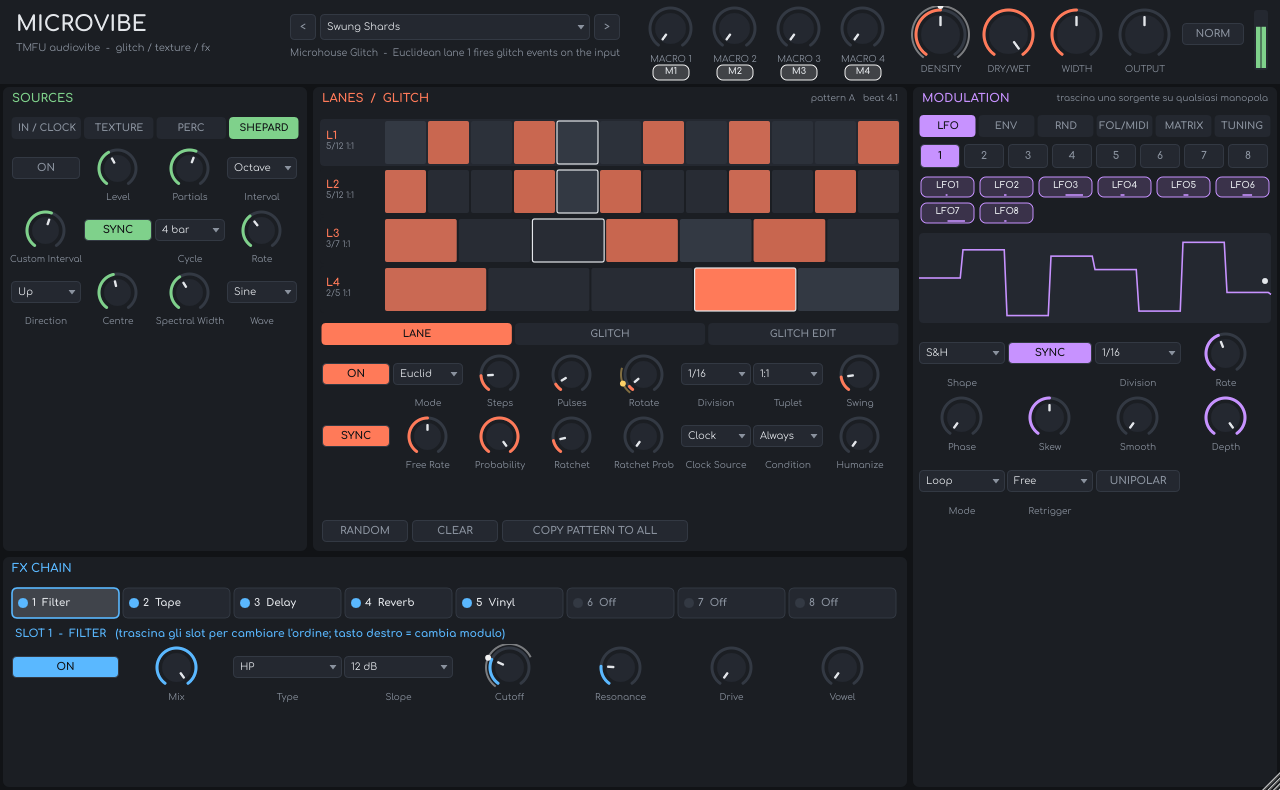 MICROVIBE
TMFU audiovibe - glitch / texture / fx
< Swung Shards >
Microhouse Glitch - Euclidean lane 1 fires glitch events on the input
MACRO 1 MACRO 2 MACRO 3 MACRO 4
M1 M2 M3 M4
DENSITY DRY/WET WIDTH OUTPUT
NORM
SOURCES
IN / CLOCK TEXTURE PERC SHEPARD
ON Octave
Level Partials Interval
SYNC 4 bar
Custom Interval Cycle Rate
Up Sine
Direction Centre Spectral Width Wave
LANES / GLITCH
pattern A beat 4.1
L1
5/12 1:1
L2
5/12 1:1
L3
3/7 1:1
L4
2/5 1:1
LANE GLITCH GLITCH EDIT
ON Euclid 1/16 1:1
Mode Steps Pulses Rotate Division Tuplet Swing
SYNC Clock Always
Free Rate Probability Ratchet Ratchet Prob Clock Source Condition Humanize
RANDOM CLEAR COPY PATTERN TO ALL
MODULATION
trascina una sorgente su qualsiasi manopola
LFO ENV RND FOL/MIDI MATRIX TUNING
1 2 3 4 5 6 7 8
LFO1 LFO2 LFO3 LFO4 LFO5 LFO6
LFO7 LFO8
S&H SYNC 1/16
Shape Division Rate
Phase Skew Smooth Depth
Loop Free UNIPOLAR
Mode Retrigger
FX CHAIN
1 Filter 2 Tape 3 Delay 4 Reverb 5 Vinyl 6 Off 7 Off 8 Off
SLOT 1 - FILTER (trascina gli slot per cambiare l'ordine; tasto destro = cambia modulo)
ON HP 12 dB
Mix Type Slope Cutoff Resonance Drive Vowel